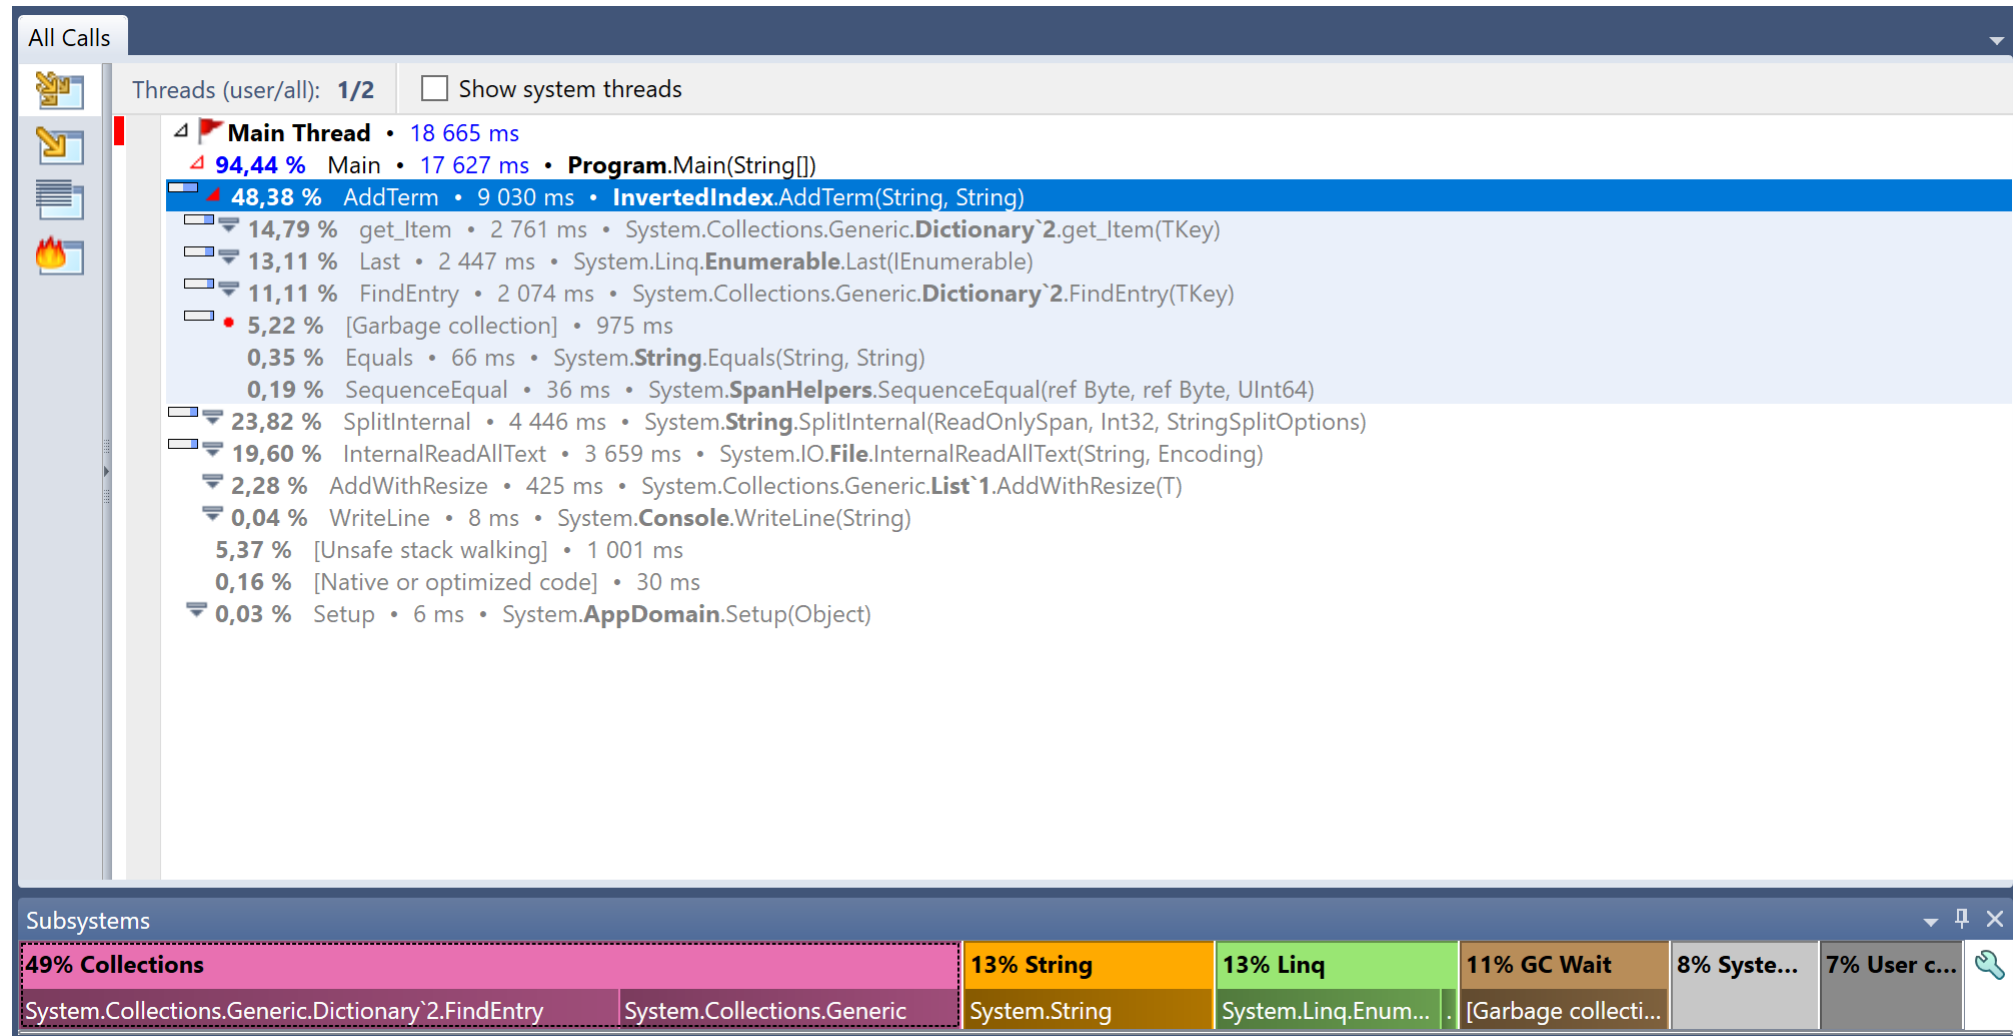 All Calls
Threads (user/all): 1/2 Show system threads
Main Thread • 18 665 ms
94,44 % Main • 17 627 ms • Program.Main(String[])
48,38 % AddTerm • 9 030 ms • InvertedIndex.AddTerm(String, String)
14,79 % get_Item • 2 761 ms • System.Collections.Generic.Dictionary`2.get_Item(TKey)
13,11 % Last • 2 447 ms • System.Linq.Enumerable.Last(IEnumerable)
11,11 % FindEntry • 2 074 ms • System.Collections.Generic.Dictionary`2.FindEntry(TKey)
5,22 % [Garbage collection] • 975 ms
0,35 % Equals • 66 ms • System.String.Equals(String, String)
0,19 % SequenceEqual • 36 ms • System.SpanHelpers.SequenceEqual(ref Byte, ref Byte, UInt64)
23,82 % SplitInternal • 4 446 ms • System.String.SplitInternal(ReadOnlySpan, Int32, StringSplitOptions)
19,60 % InternalReadAllText • 3 659 ms • System.IO.File.InternalReadAllText(String, Encoding)
2,28 % AddWithResize • 425 ms • System.Collections.Generic.List`1.AddWithResize(T)
0,04 % WriteLine • 8 ms • System.Console.WriteLine(String)
5,37 % [Unsafe stack walking] • 1 001 ms
0,16 % [Native or optimized code] • 30 ms
0,03 % Setup • 6 ms • System.AppDomain.Setup(Object)
Subsystems
49% Collections 13% String 13% Linq 11% GC Wait 8% Syste... 7% User c...
System.Collections.Generic.Dictionary`2.FindEntry System.Collections.Generic System.String System.Linq.Enum... . [Garbage collecti...